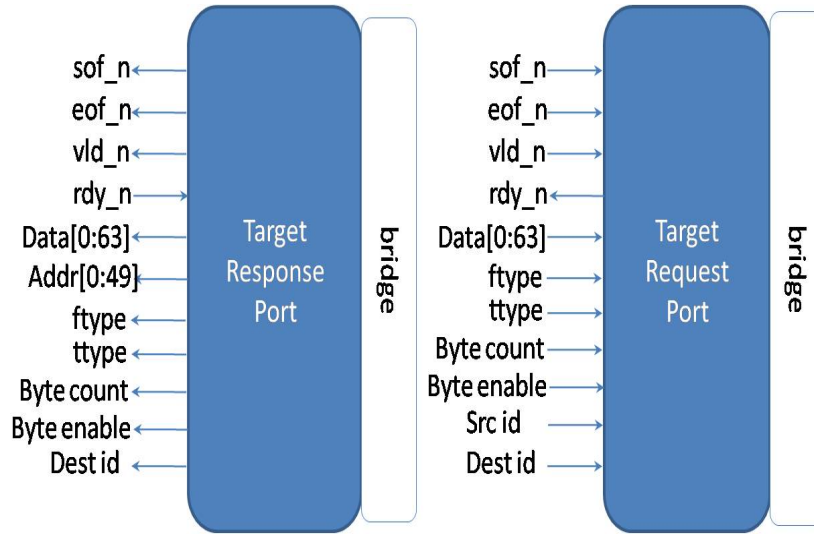 sof_n
eof_n
vld_n
rdy_n
Data[0:63]
Addr[0:49]
ftype
ttype
Byte count
Byte enable
Dest id
Target
Response
Port
bridge
sof_n
eof_n
vld_n
rdy_n
Data[0:63]
ftype
ttype
Byte count
Byte enable
Src id
Dest id
Target
Request
Port
bridge